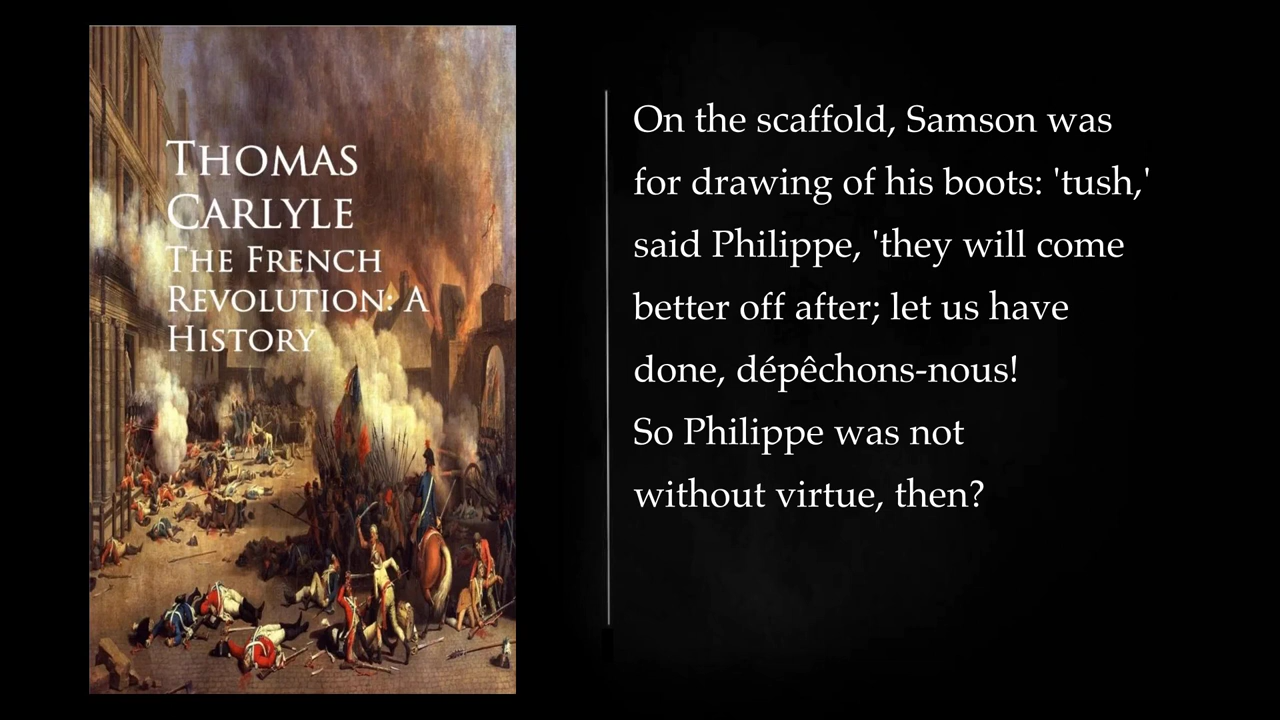 THOMAS
CARLYLE
THE FRENCH
REVOLUTION: A
HISTORY
On the scaffold, Samson was
for drawing of his boots: 'tush,'
said Philippe, 'they will come
better off after; let us have
done, dépêchons-nous!
So Philippe was not
without virtue, then?